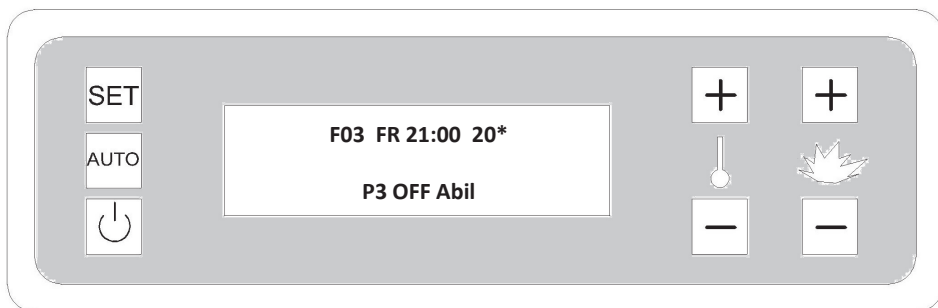 SET
AUTO
F03 FR 21:00 20*
P3 OFF Abil
+
+
−
−